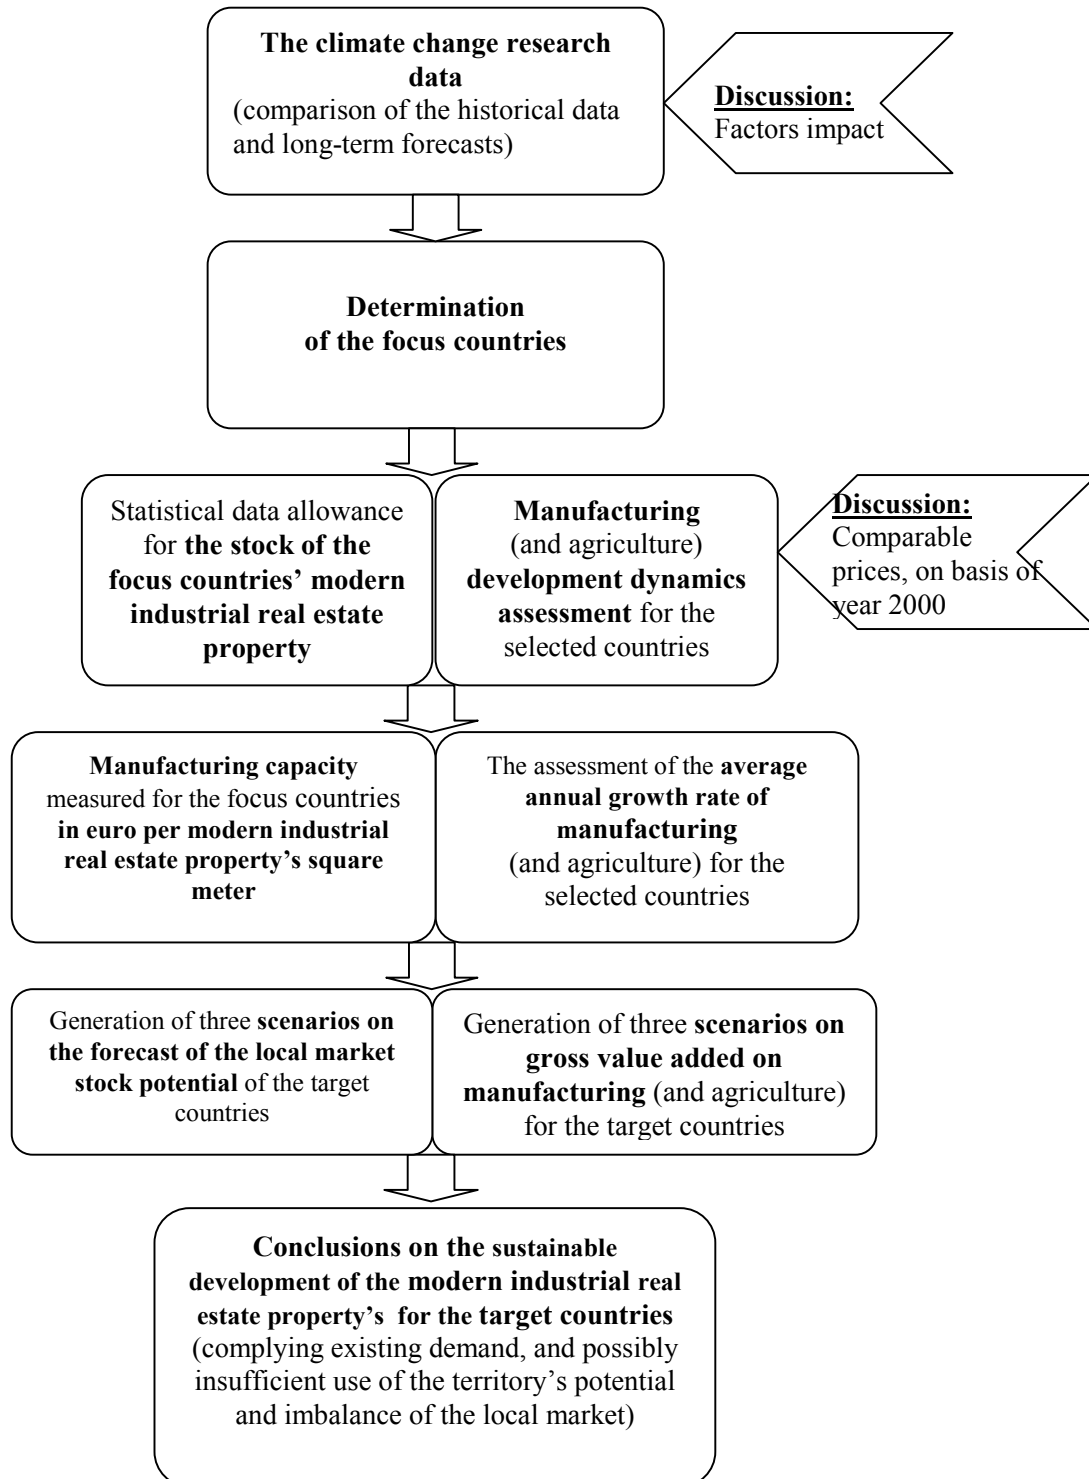 The climate change research
data
(comparison of the historical data
and long-term forecasts)
Discussion:
Factors impact
Determination
of the focus countries
Statistical data allowance
for the stock of the
focus countries’ modern
industrial real estate
property
Manufacturing
(and agriculture)
development dynamics
assessment for the
selected countries
Discussion:
Comparable
prices, on basis of
year 2000
Manufacturing capacity
measured for the focus countries
in euro per modern industrial
real estate property’s square
meter
The assessment of the average
annual growth rate of
manufacturing
(and agriculture) for the
selected countries
Generation of three scenarios on
the forecast of the local market
stock potential of the target
countries
Generation of three scenarios on
gross value added on
manufacturing (and agriculture)
for the target countries
Conclusions on the sustainable
development of the modern industrial real
estate property’s for the target countries
(complying existing demand, and possibly
insufficient use of the territory’s potential
and imbalance of the local market)